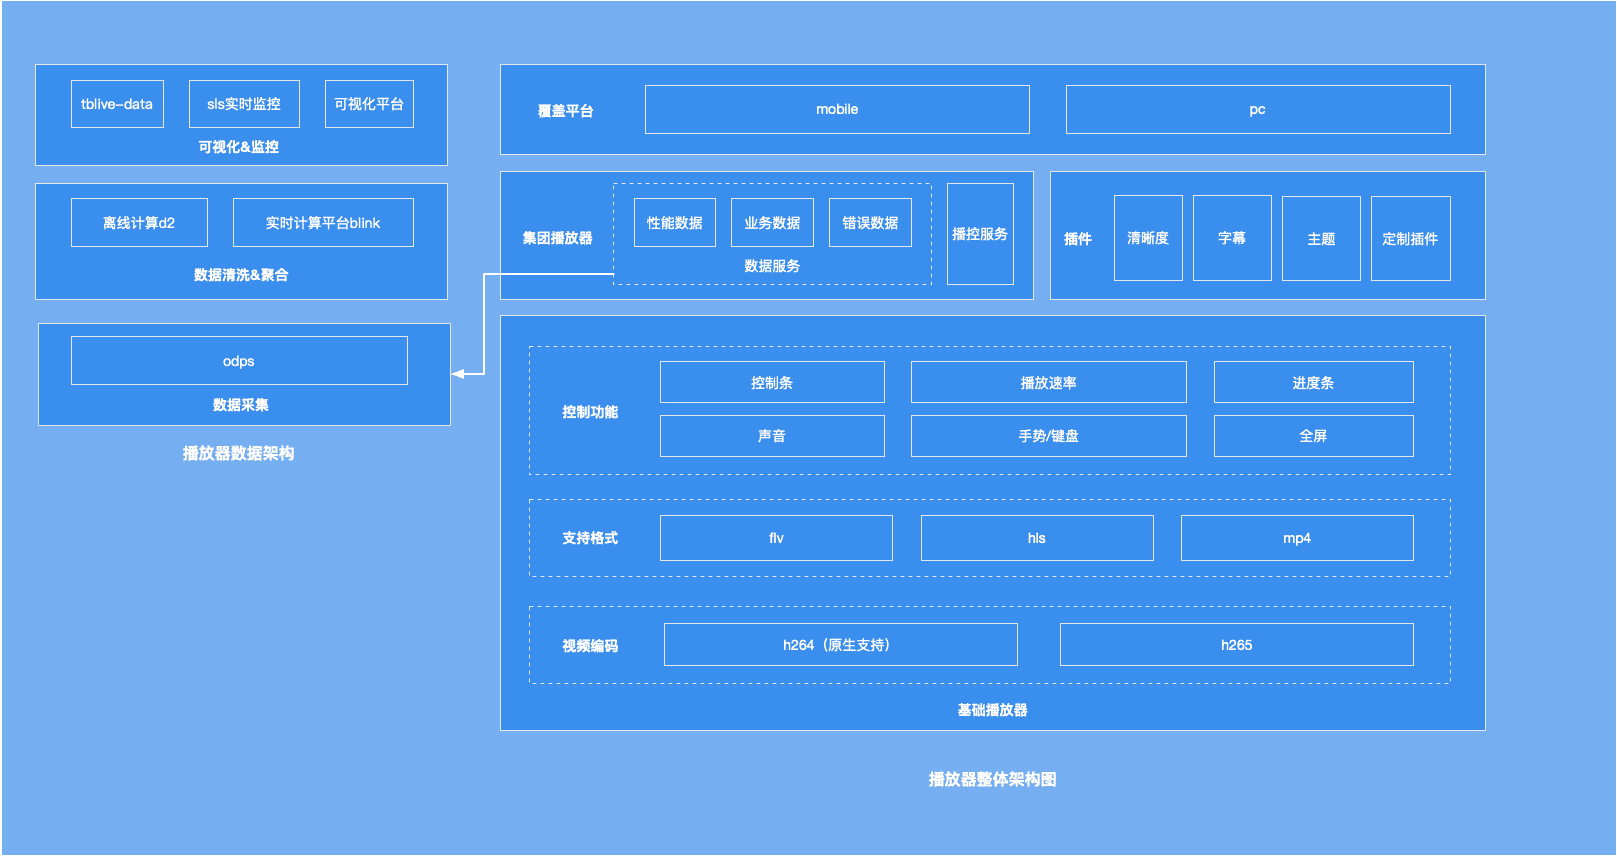 tblive-data
sls实时监控
可视化平台
可视化&监控
离线计算d2
实时计算平台blink
数据清洗&聚合
odps
数据采集
播放器数据架构
覆盖平台
mobile
pc
集团播放器
性能数据
业务数据
错误数据
数据服务
播控服务
插件
清晰度
字幕
主题
定制插件
控制功能
控制条
播放速率
进度条
声音
手势/键盘
全屏
支持格式
flv
hls
mp4
视频编码
h264（原生支持）
h265
基础播放器
播放器整体架构图